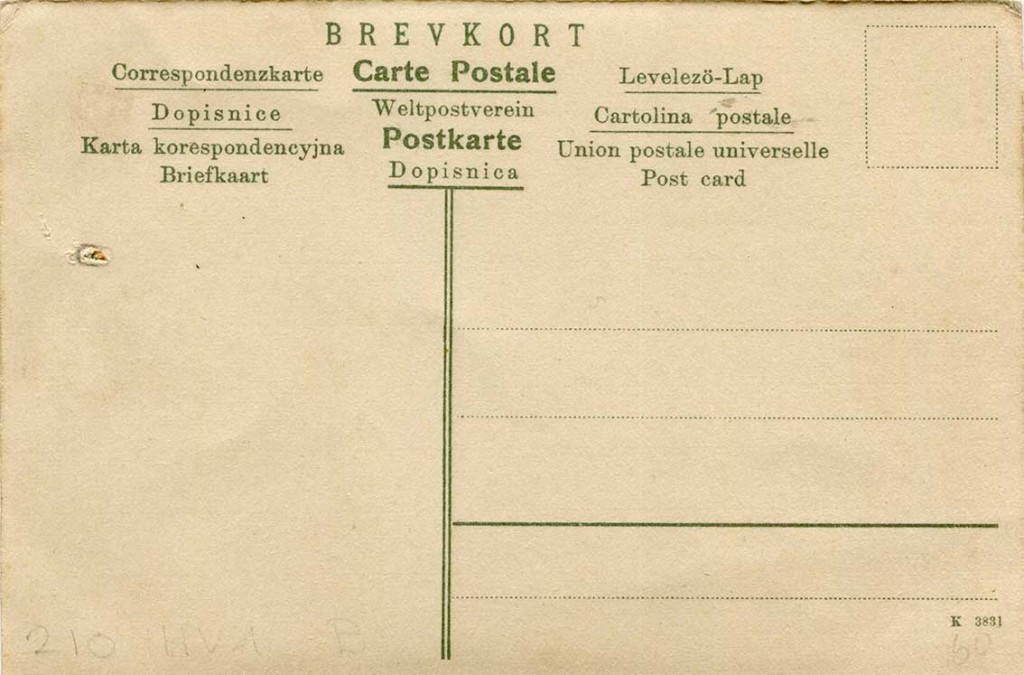 BREVKORT
Correspondenzkarte Carte Postale Levelezö-Lap
Dopisnice Weltpostverein Cartolina postale
Karta korespondencyjna Postkarte Union postale universelle
Briefkaart Dopisnica Post card
K 3831
210
60